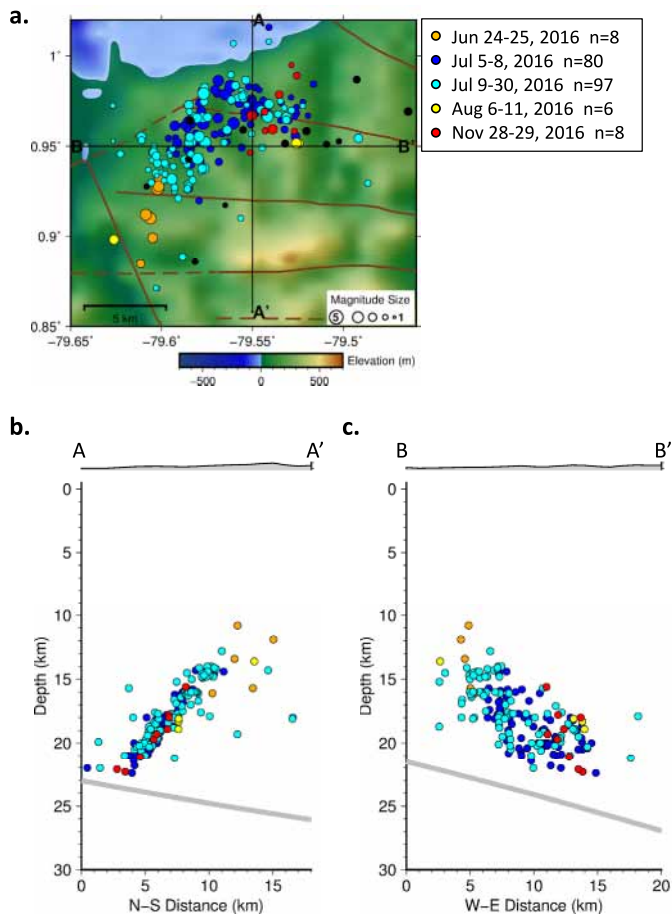 a.
A
1°
0.95°
B
B'
0.9°
A'
Magnitude Size
5
1
5 km
0.85°
−79.65°
−79.6°
−79.55°
−79.5°
−500
0
500
Elevation (m)
Jun 24-25, 2016 n=8
Jul 5-8, 2016 n=80
Jul 9-30, 2016 n=97
Aug 6-11, 2016 n=6
Nov 28-29, 2016 n=8
b.
A
A'
0
5
10
15
20
25
30
Depth (km)
0
5
10
15
N−S Distance (km)
c.
B
B'
0
5
10
15
20
25
30
Depth (km)
0
5
10
15
20
W−E Distance (km)